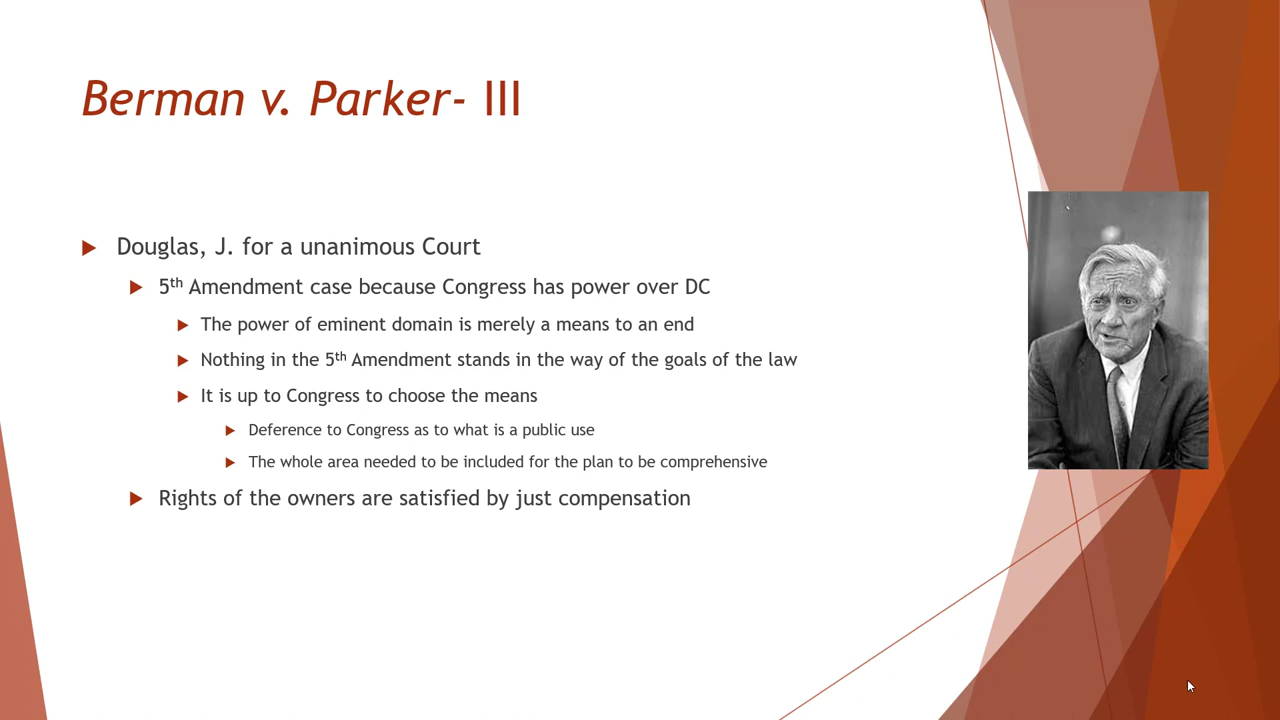 Berman v. Parker- III
Douglas, J. for a unanimous Court
5th Amendment case because Congress has power over DC
The power of eminent domain is merely a means to an end
Nothing in the 5th Amendment stands in the way of the goals of the law
It is up to Congress to choose the means
Deference to Congress as to what is a public use
The whole area needed to be included for the plan to be comprehensive
Rights of the owners are satisfied by just compensation